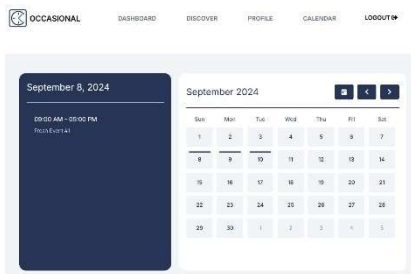 OCCASIONAL DASHBOARD DISCOVER PROFILE CALENDAR LOGOUT
September 8, 2024
09:00 AM - 05:00 PM
Fresh Event #1
September 2024
Sun Mon Tue Wed Thu Fri Sat
1 2 3 4 5 6 7
8 9 10 11 12 13 14
15 16 17 18 19 20 21
22 23 24 25 26 27 28
29 30 1 2 3 4 5